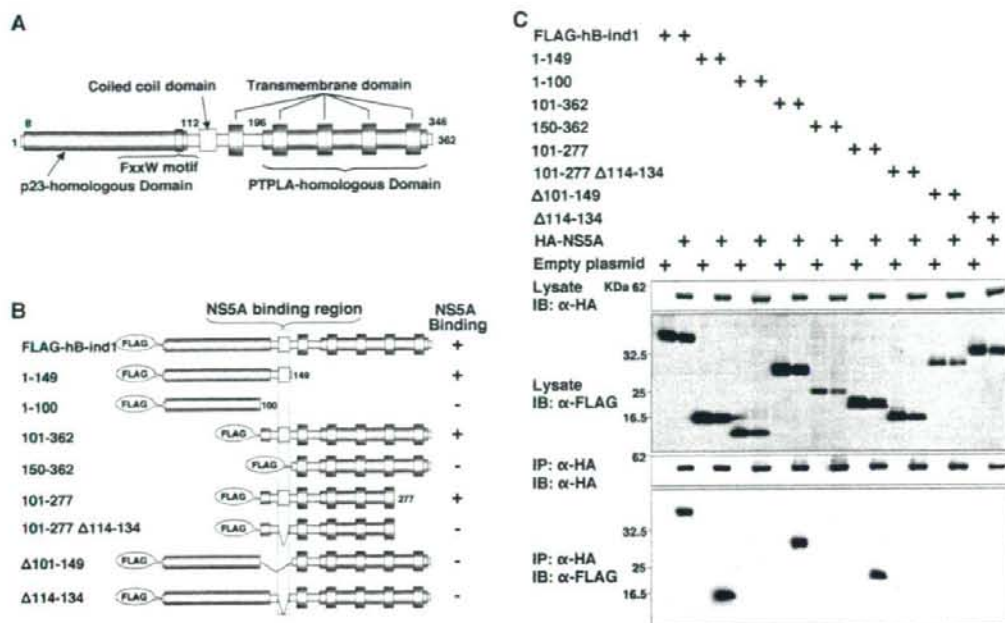 A
Coiled coil domain
Transmembrane domain
8
112
196
346
1
362
FxxW motif
p23-homologous Domain
PTPLA-homologous Domain
B
NS5A binding region
NS5A
Binding
FLAG-hB-ind1 FLAG +
1-149 FLAG 149 +
1-100 FLAG 100 -
101-362 FLAG +
150-362 FLAG -
101-277 FLAG 277 +
101-277 Δ114-134 FLAG -
Δ101-149 FLAG -
Δ114-134 FLAG -
C
FLAG-hB-ind1 + +
1-149 + +
1-100 + +
101-362 + +
150-362 + +
101-277 + +
101-277 Δ114-134 + +
Δ101-149 + +
Δ114-134 + +
HA-NS5A + + + + + + + + +
Empty plasmid + + + + + + + + +
Lysate KDa 62
IB: α-HA
32.5
Lysate 25
IB: α-FLAG
16.5
62
IP: α-HA
IB: α-HA
32.5
IP: α-HA
25
IB: α-FLAG
16.5